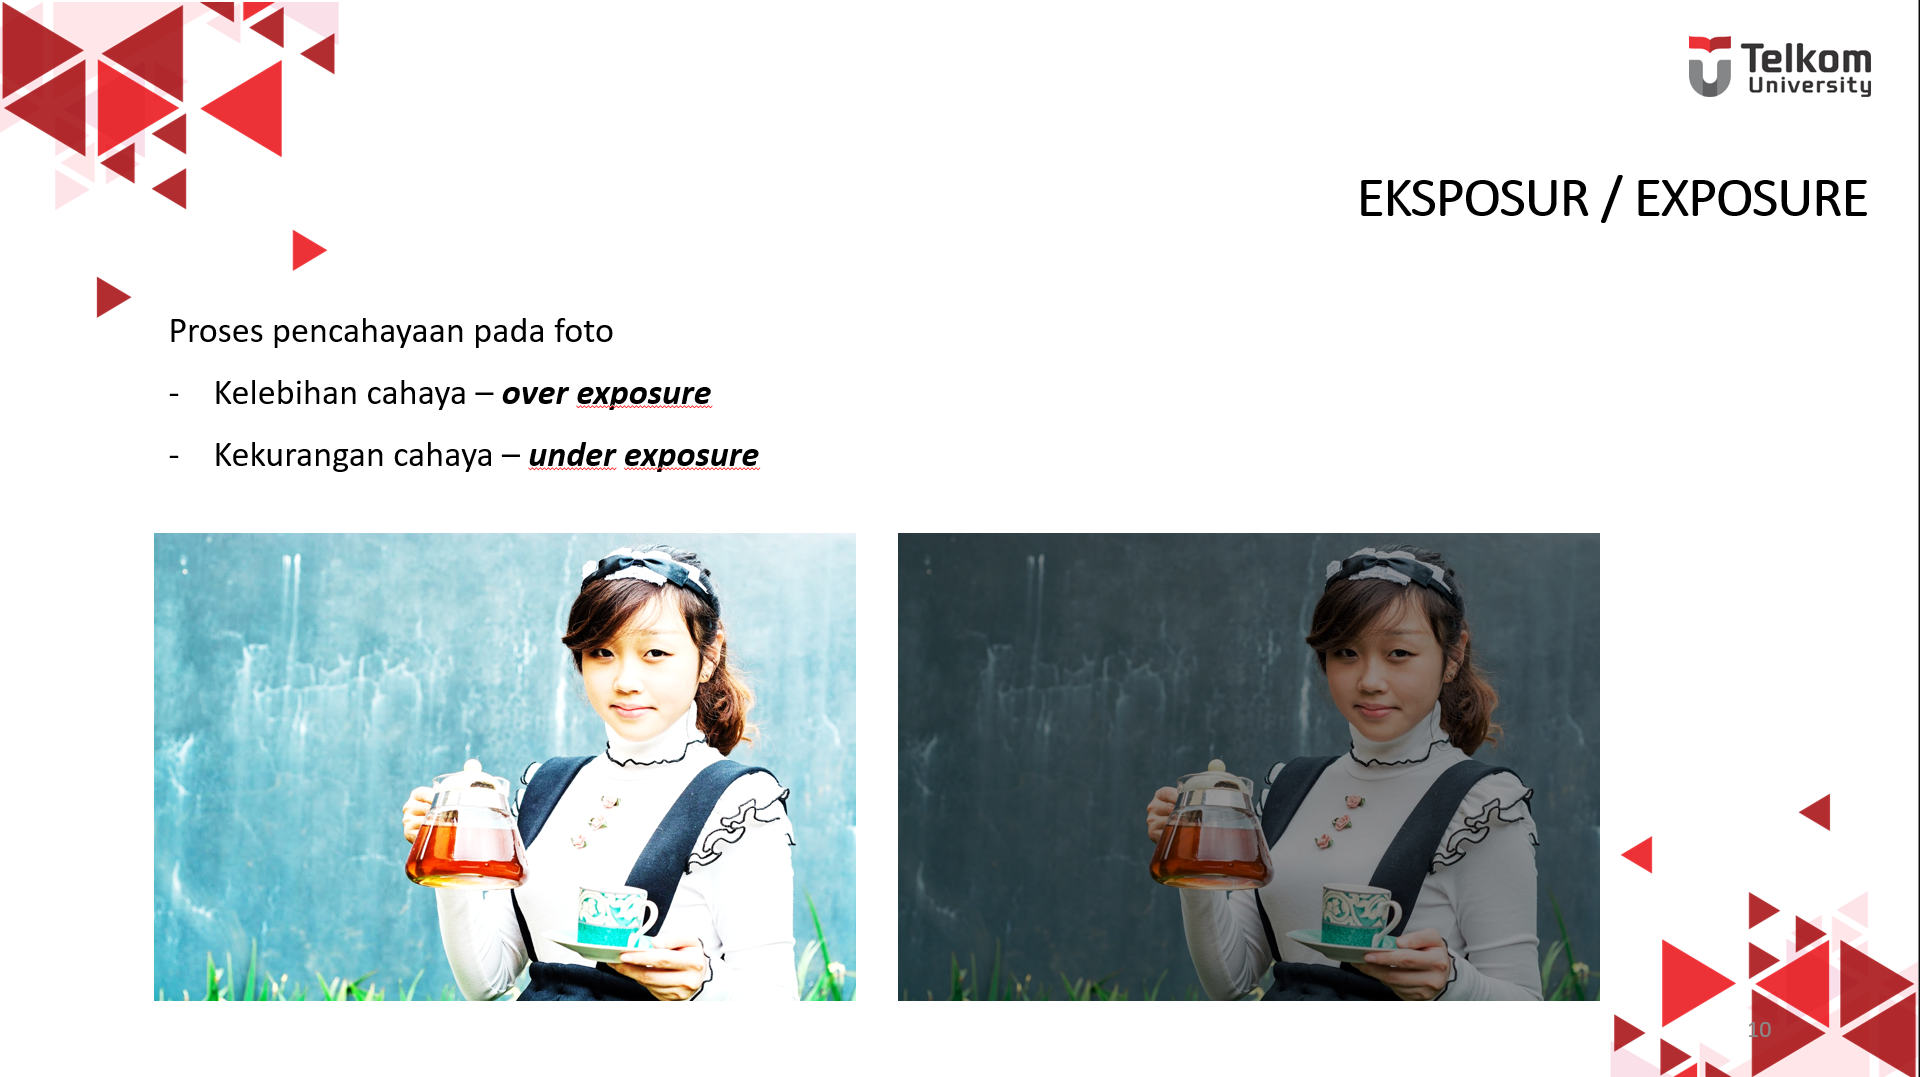 Telkom
University
EKSPOSUR / EXPOSURE
Proses pencahayaan pada foto
- Kelebihan cahaya – over exposure
- Kekurangan cahaya – under exposure
10